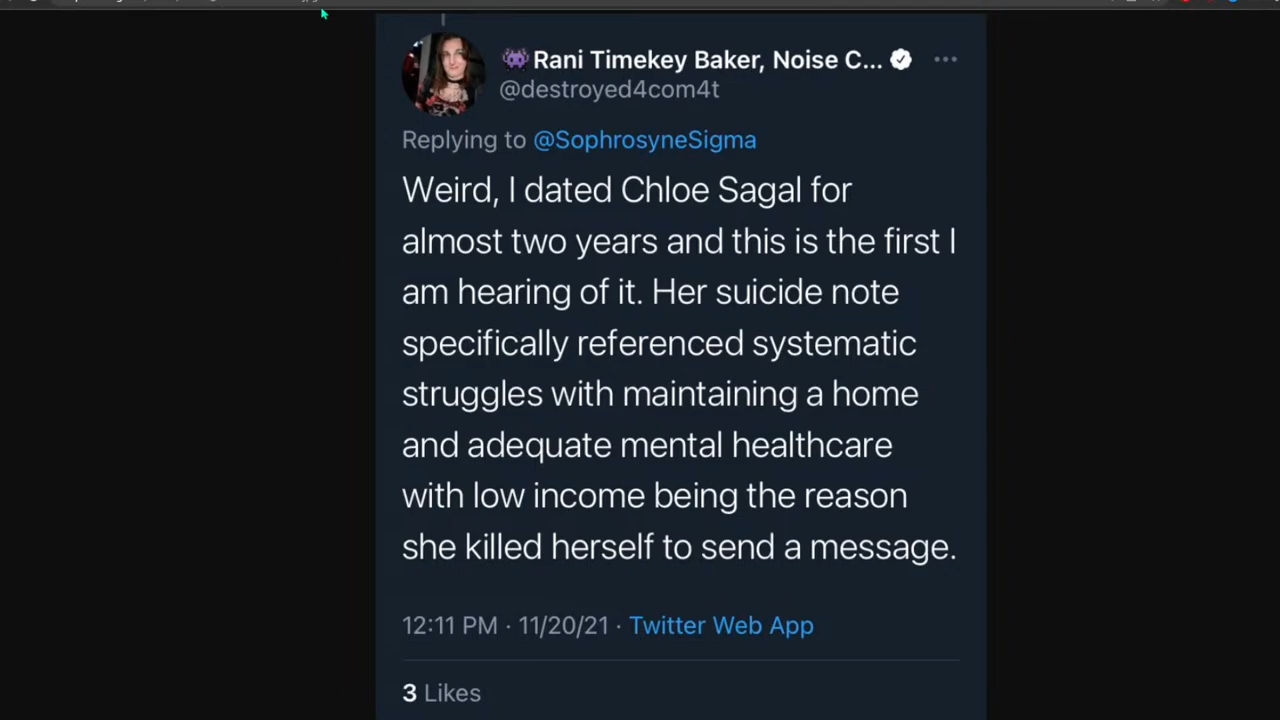 Rani Timekey Baker, Noise C...
@destroyed4com4t
Replying to @SophrosyneSigma
Weird, I dated Chloe Sagal for
almost two years and this is the first I
am hearing of it. Her suicide note
specifically referenced systematic
struggles with maintaining a home
and adequate mental healthcare
with low income being the reason
she killed herself to send a message.
12:11 PM · 11/20/21 · Twitter Web App
3 Likes